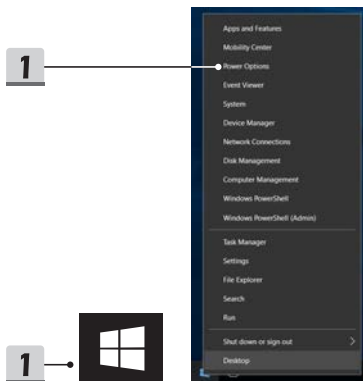 Apps and Features
Mobility Center
1
Power Options
Event Viewer
System
Device Manager
Network Connections
Disk Management
Computer Management
Windows PowerShell
Windows PowerShell (Admin)
Task Manager
Settings
File Explorer
Search
Run
Shut down or sign out
1
Desktop